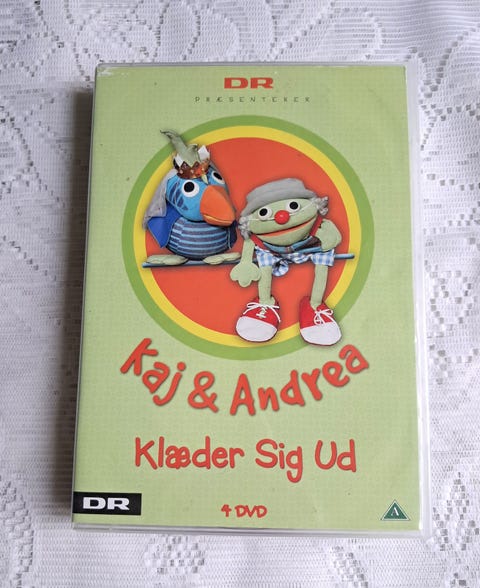 DR
PRÆSENTERER
Kaj & Andrea
Klæder Sig Ud
4 DVD
DR
A